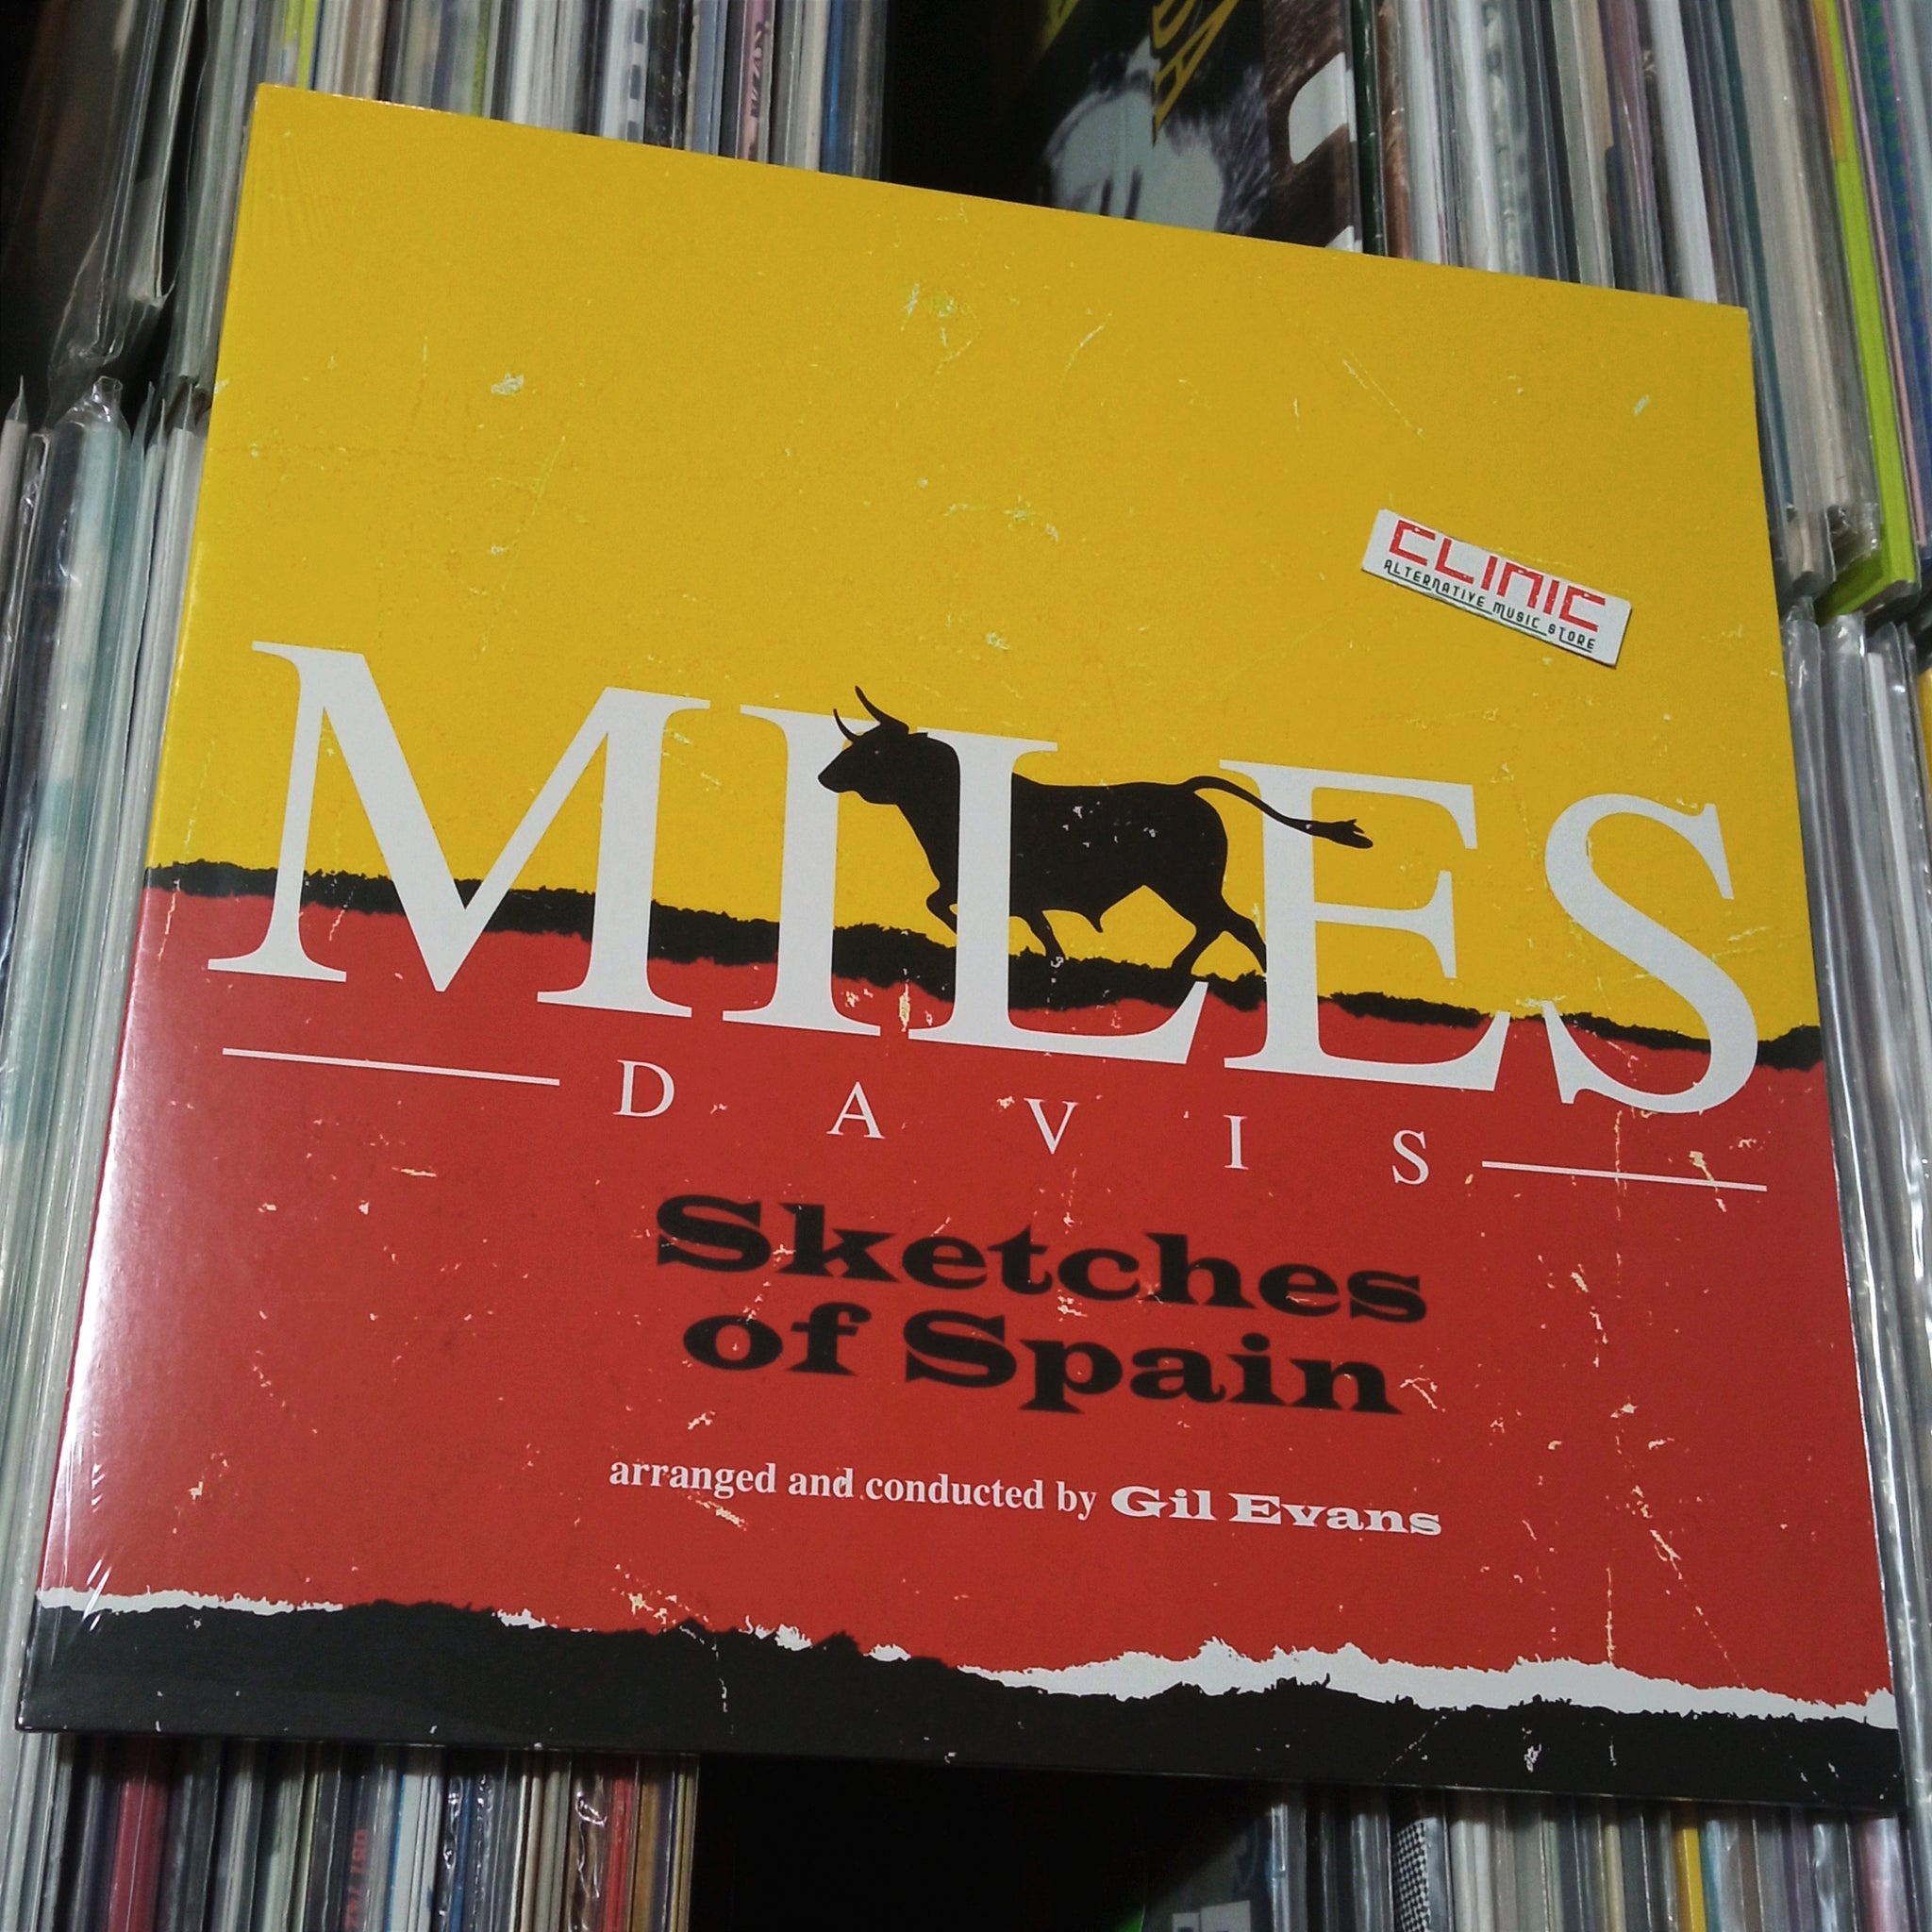 CLINIC
ALTERNATIVE MUSIC STORE
MILES
DAVIS
Sketches
of Spain
arranged and conducted by Gil Evans